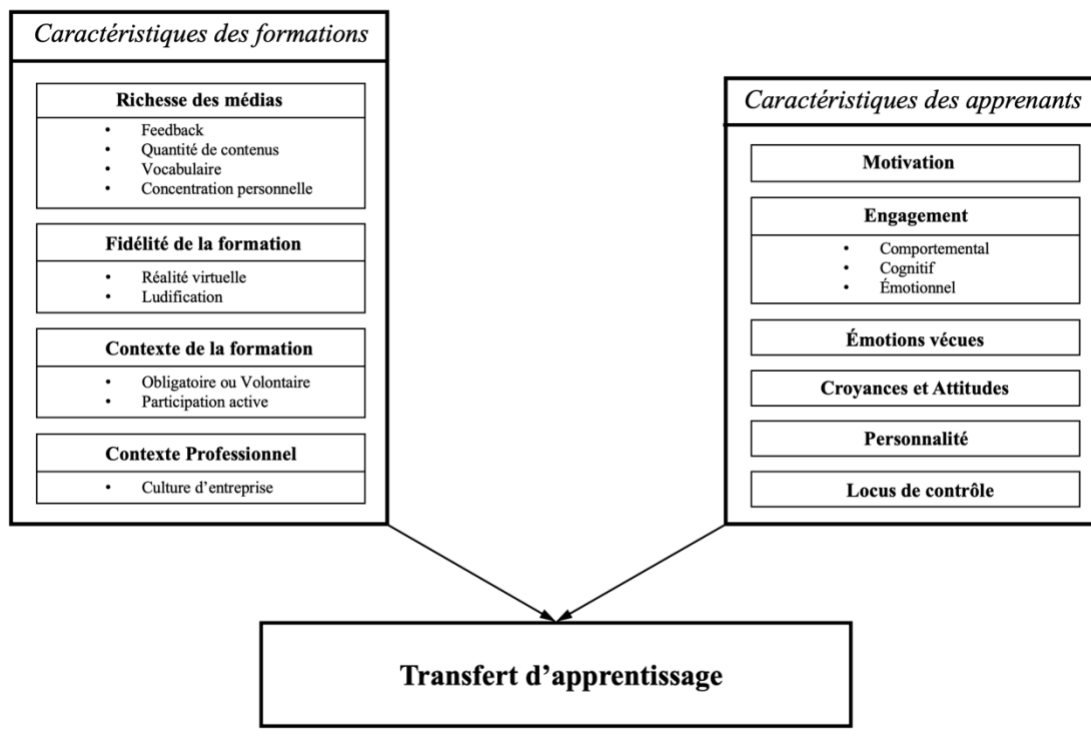 Caractéristiques des formations
Richesse des médias
• Feedback
• Quantité de contenus
• Vocabulaire
• Concentration personnelle
Fidélité de la formation
• Réalité virtuelle
• Ludification
Contexte de la formation
• Obligatoire ou Volontaire
• Participation active
Contexte Professionnel
• Culture d’entreprise
Caractéristiques des apprenants
Motivation
Engagement
• Comportemental
• Cognitif
• Émotionnel
Émotions vécues
Croyances et Attitudes
Personnalité
Locus de contrôle
Transfert d’apprentissage